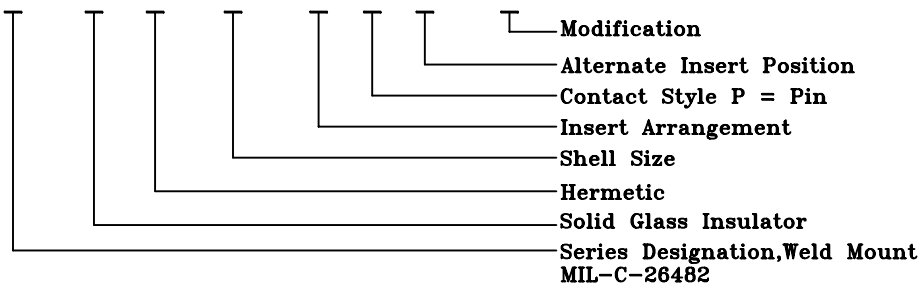 Modification
Alternate Insert Position
Contact Style P = Pin
Insert Arrangement
Shell Size
Hermetic
Solid Glass Insulator
Series Designation,Weld Mount
MIL-C-26482